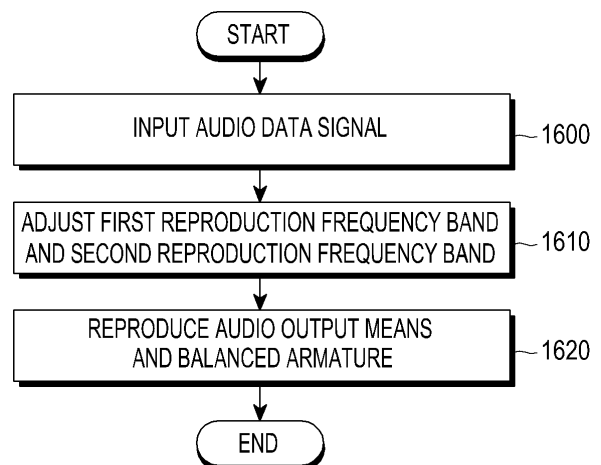 START
INPUT AUDIO DATA SIGNAL
1600
ADJUST FIRST REPRODUCTION FREQUENCY BAND
AND SECOND REPRODUCTION FREQUENCY BAND
1610
REPRODUCE AUDIO OUTPUT MEANS
AND BALANCED ARMATURE
1620
END